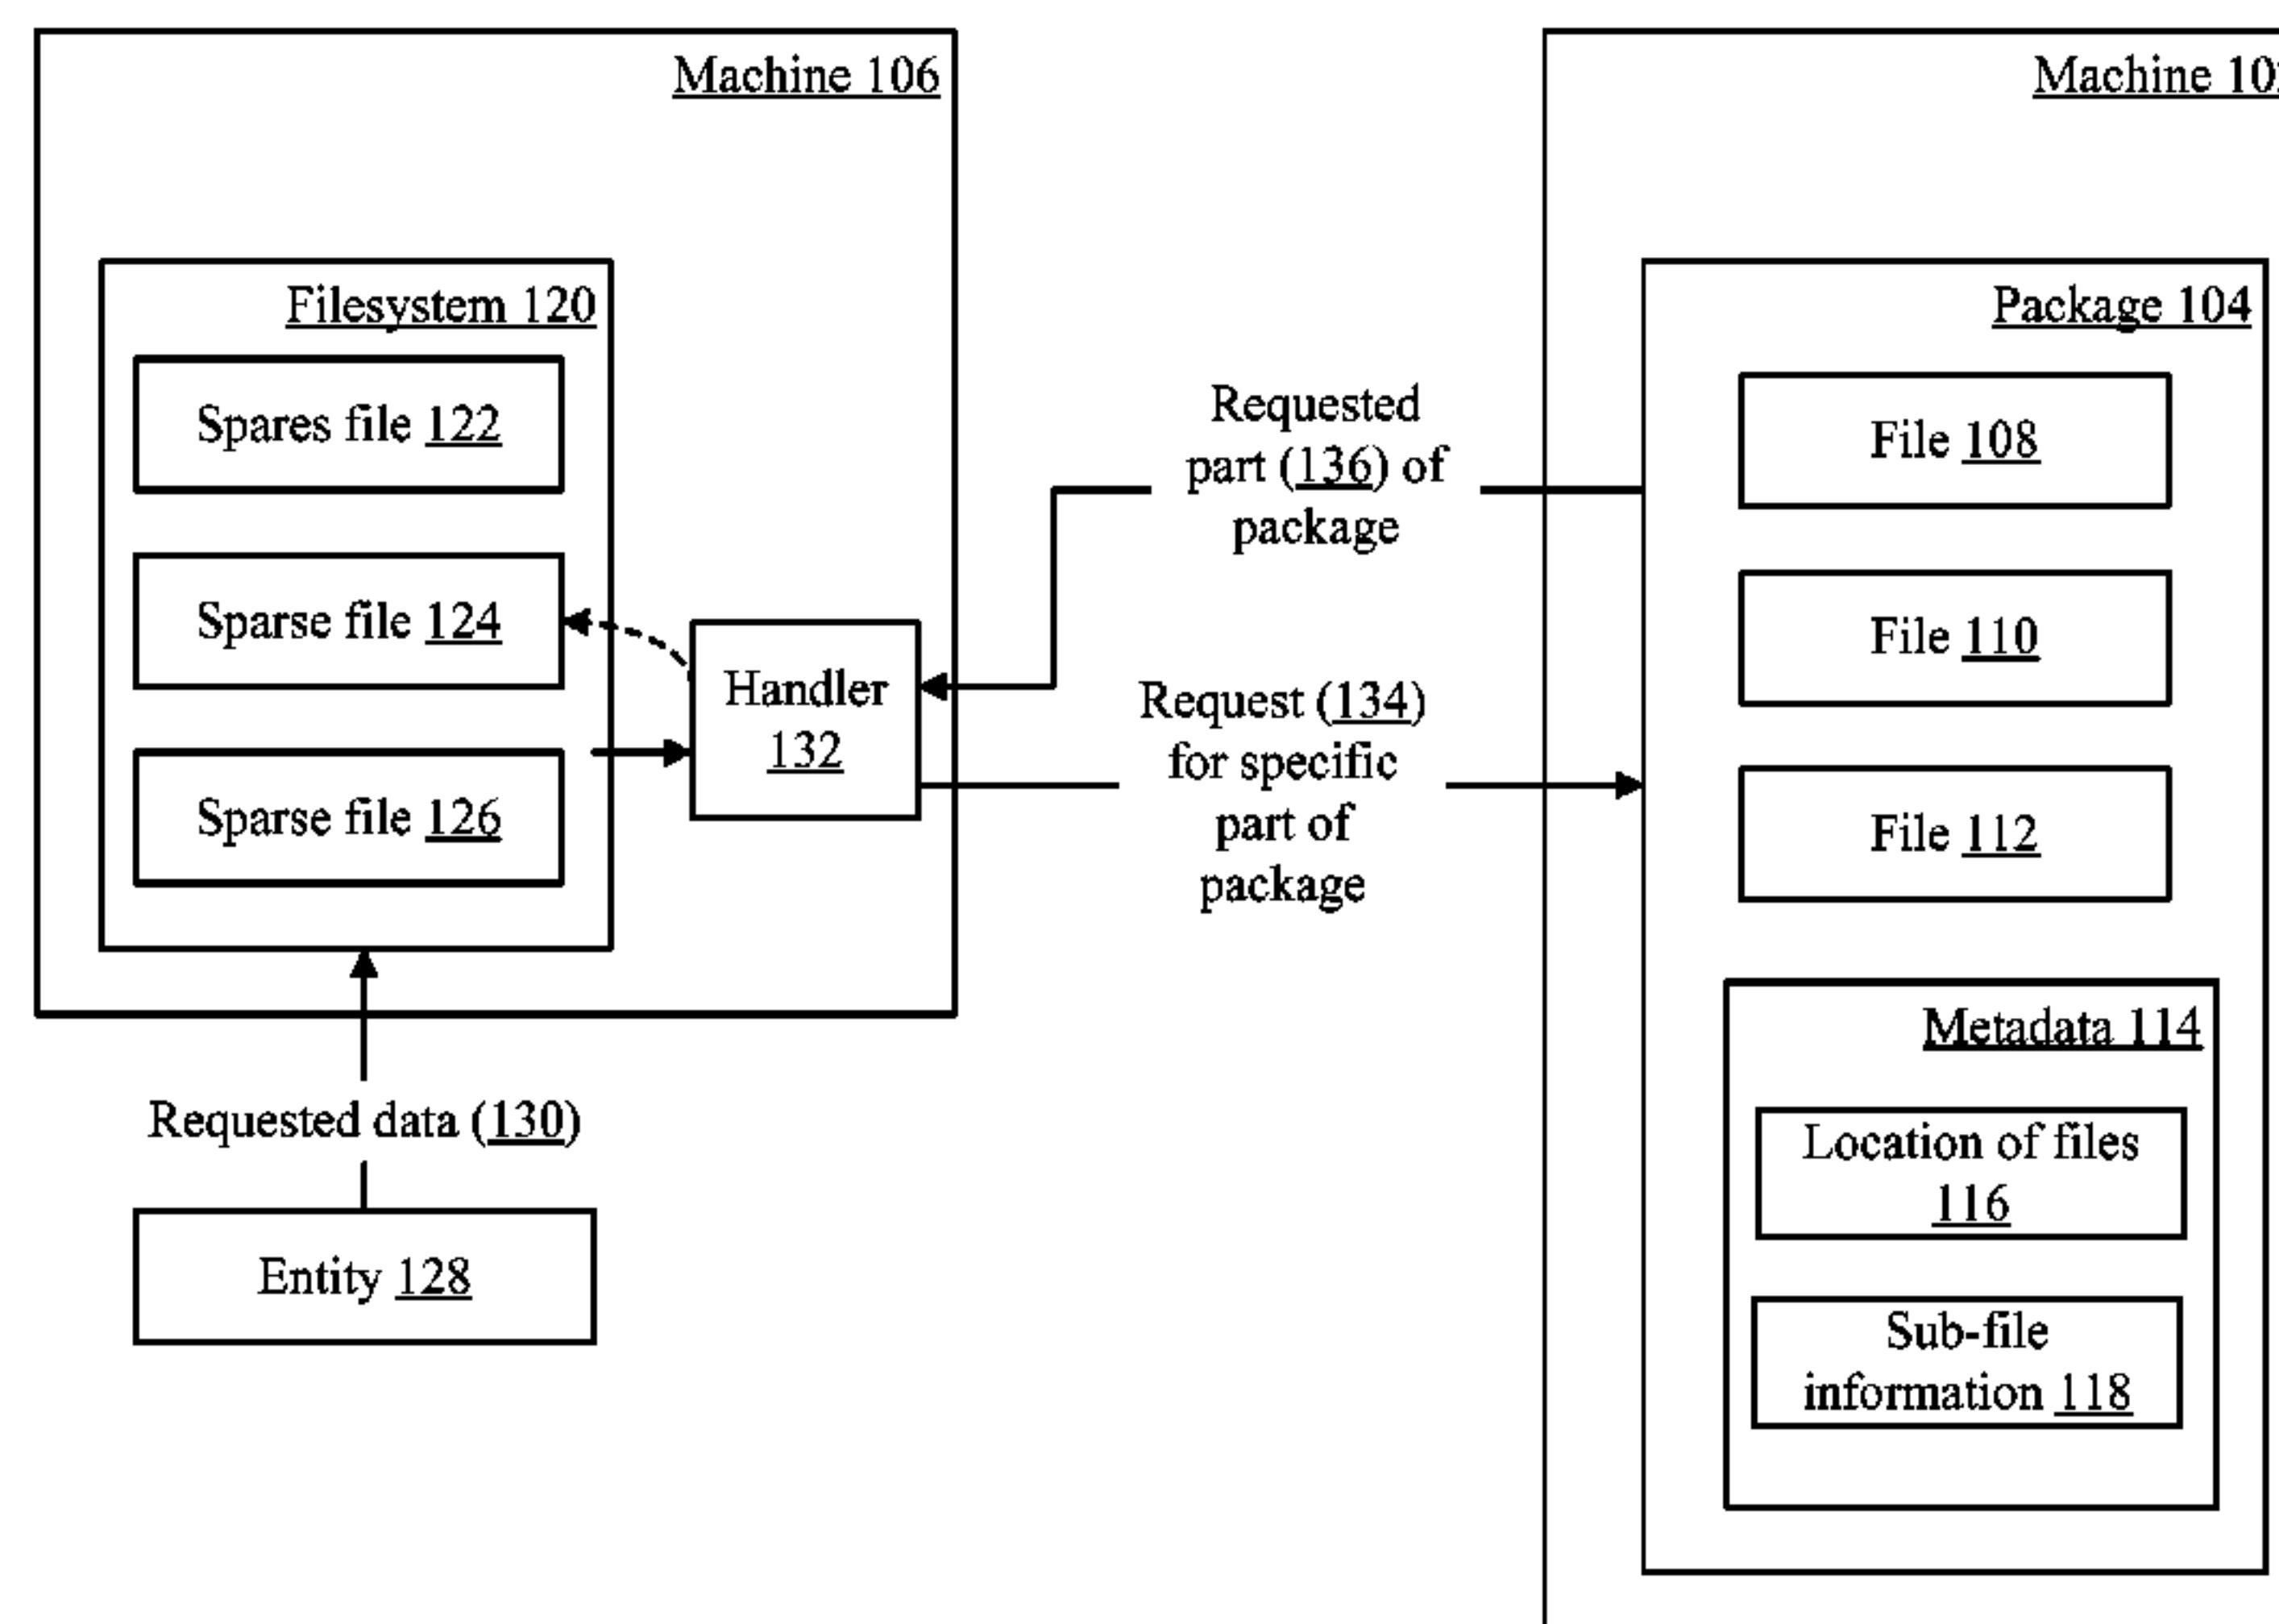 Machine 106
Filesystem 120
Spares file 122
Sparse file 124
Sparse file 126
Handler
132
Requested data (130)
Entity 128
Requested
part (136) of
package
Request (134)
for specific
part of
package
Machine
Package 104
File 108
File 110
File 112
Metadata 114
Location of files
116
Sub-file
information 118